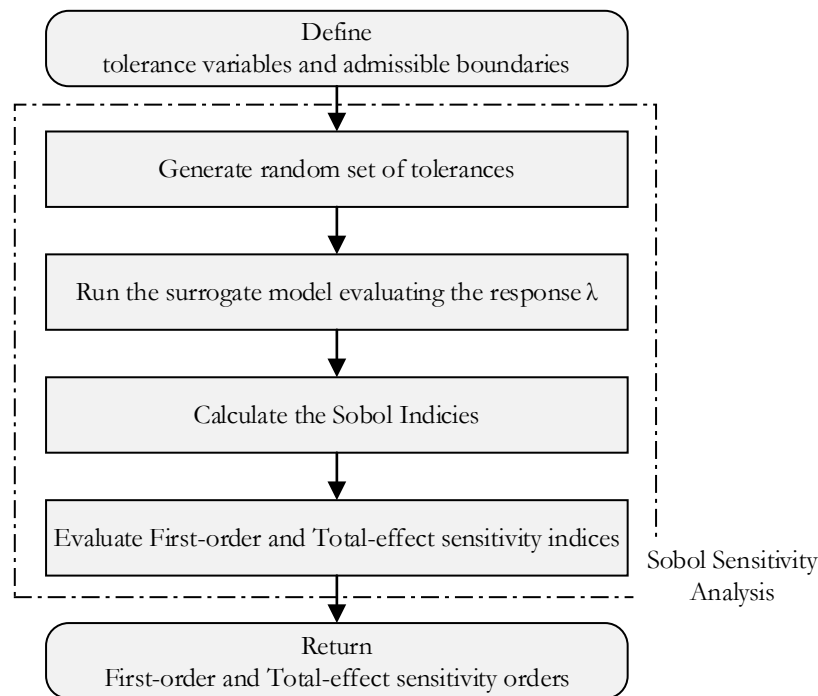 Define
tolerance variables and admissible boundaries
Generate random set of tolerances
Run the surrogate model evaluating the response λ
Calculate the Sobol Indicies
Evaluate First-order and Total-effect sensitivity indices
Sobol Sensitivity
Analysis
Return
First-order and Total-effect sensitivity orders